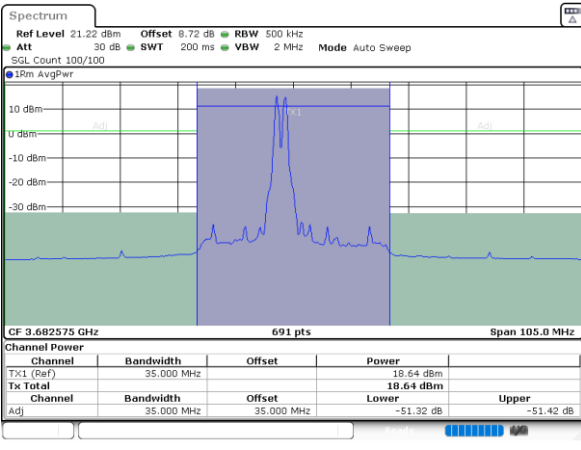 Spectrum
Ref Level 21.22 dBm Offset 8.72 dB RBW 500 kHz
Att 30 dB SWT 200 ms VBW 2 MHz Mode Auto Sweep
SGL Count 100/100
1Rm AvgPwr
10 dBm
TX1
Adj Adj
0 dBm
-10 dBm
-20 dBm
-30 dBm
CF 3.682575 GHz 691 pts Span 105.0 MHz
Channel Power
Channel Bandwidth Offset Power
TX1 (Ref) 35.000 MHz 18.64 dBm
Tx Total 18.64 dBm
Channel Bandwidth Offset Lower Upper
Adj 35.000 MHz 35.000 MHz -51.32 dB -51.42 dB